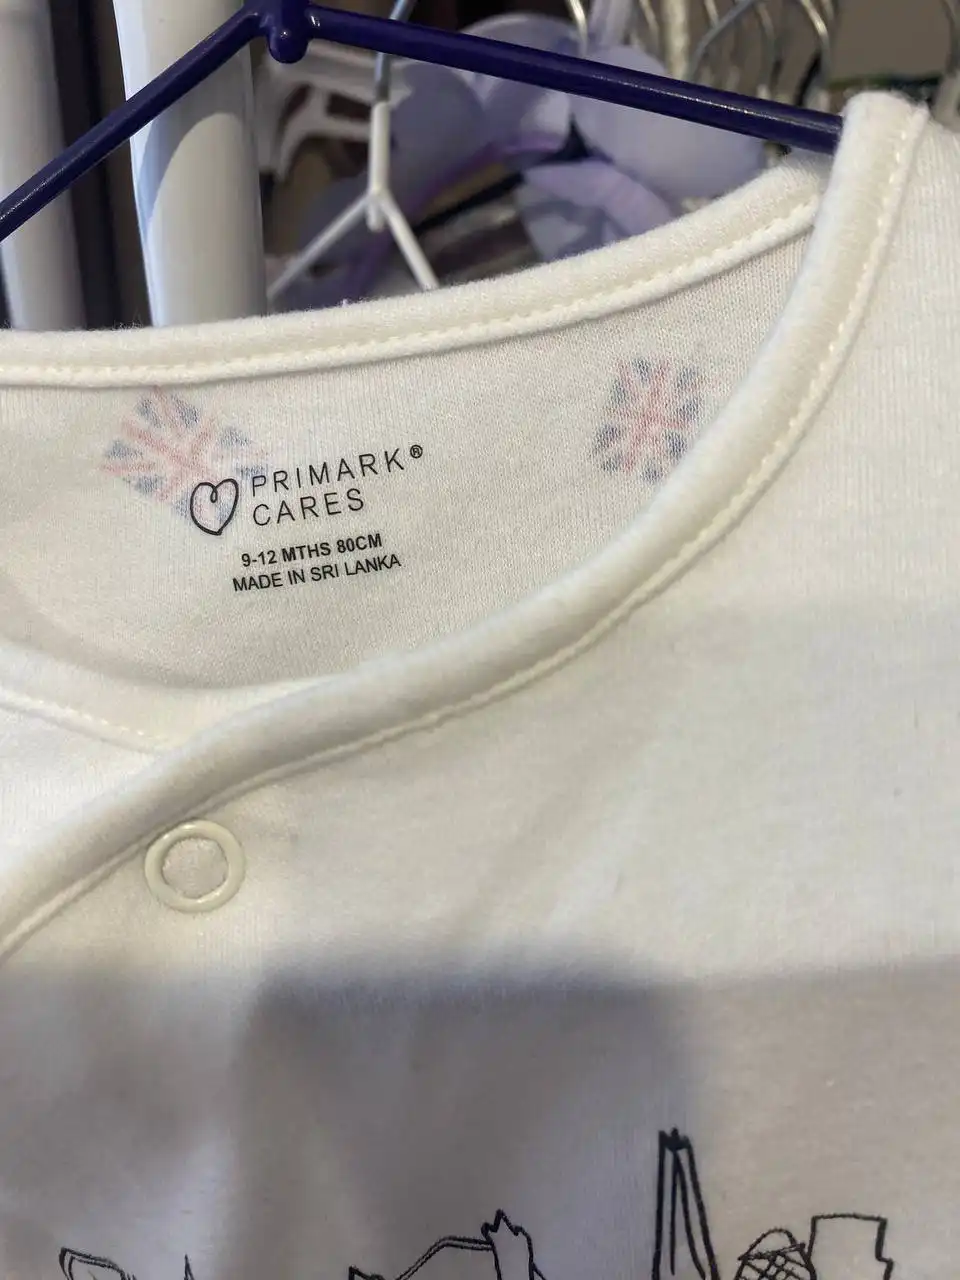 PRIMARK®
CARES
9-12 MTHS 80CM
MADE IN SRI LANKA